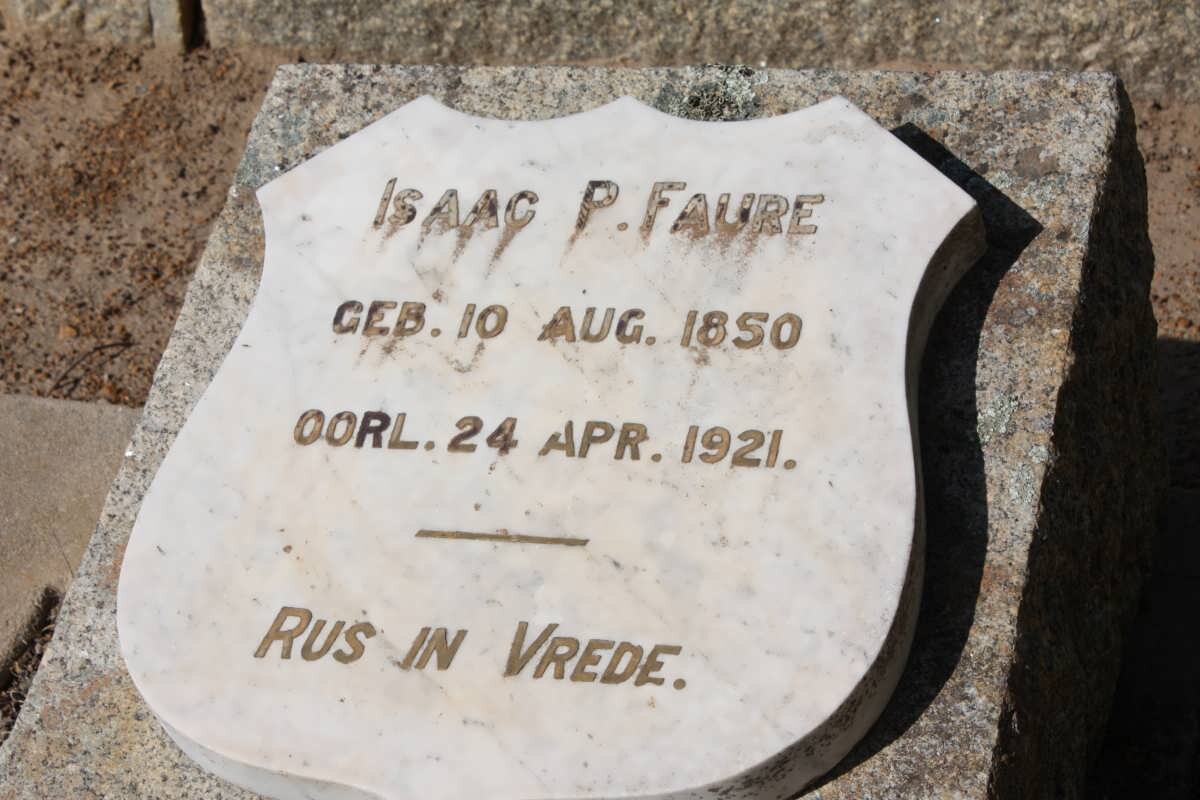 ISAAC P. FAURE
GEB. 10 AUG. 1850
OORL. 24 APR. 1921.
RUS IN VREDE.